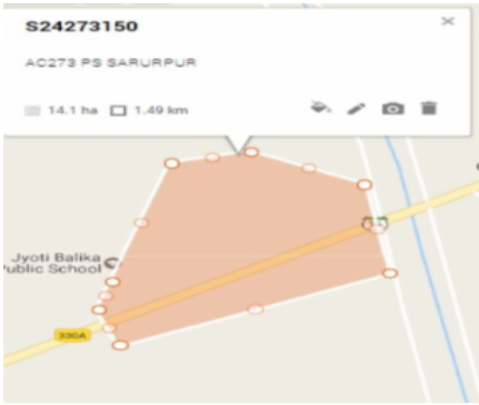 S24273150
AC273 PS SARURPUR
14.1 ha 1.49 km
Jyoti Balika
Public School
330A